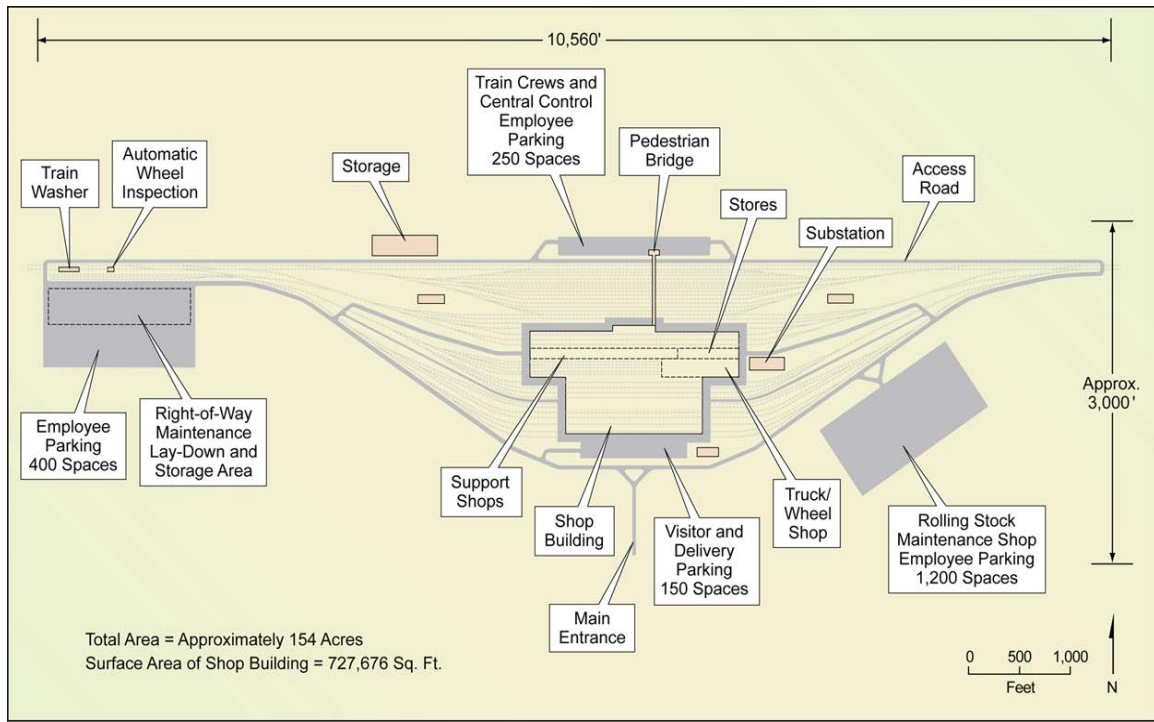 10,560'
Train Crews and
Central Control
Employee
Parking
250 Spaces
Pedestrian
Bridge
Automatic
Wheel
Inspection
Train
Washer
Storage
Access
Road
Stores
Substation
Approx.
3,000'
Employee
Parking
400 Spaces
Right-of-Way
Maintenance
Lay-Down and
Storage Area
Support
Shops
Shop
Building
Visitor and
Delivery
Parking
150 Spaces
Truck/
Wheel
Shop
Rolling Stock
Maintenance Shop
Employee Parking
1,200 Spaces
Main
Entrance
Total Area = Approximately 154 Acres
Surface Area of Shop Building = 727,676 Sq. Ft.
0 500 1,000
Feet
N